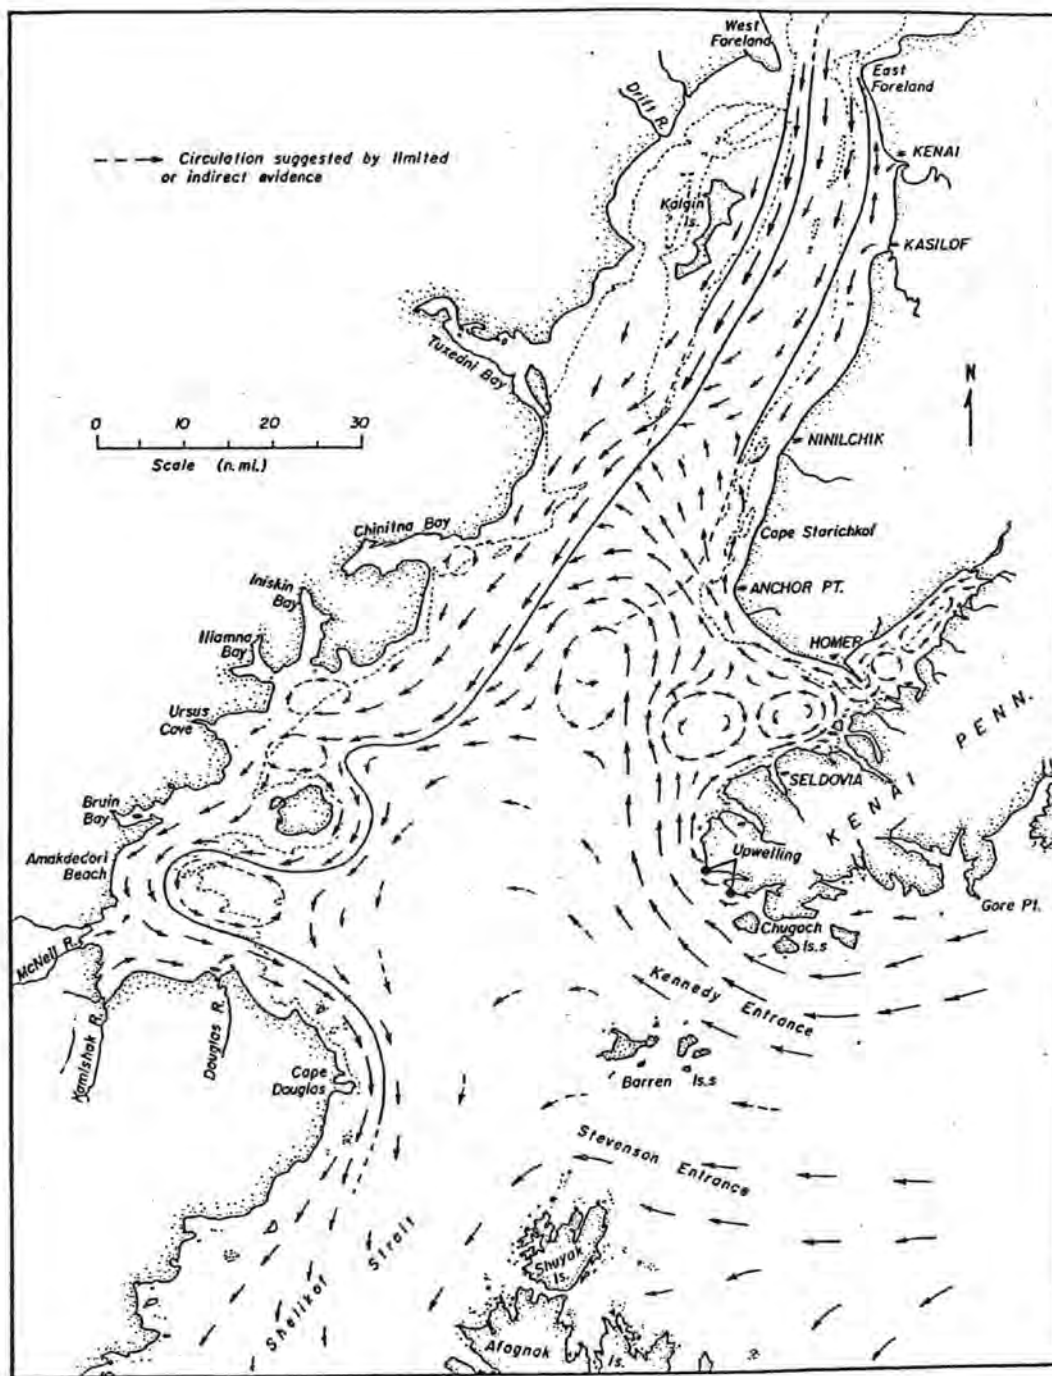 West
Foreland
East
Foreland
Drift R.
Circulation suggested by limited
or indirect evidence
KENAI
Kalgin
Is.
KASILOF
Tuxedni Bay
N
0 10 20 30
Scale (n.mi.)
NINILCHIK
Chinitna Bay
Cape Starichkof
Iniskin
Bay
ANCHOR PT.
Iliamna
Bay
HOMER
Ursus
Cove
KENAI PENN.
SELDOVIA
Bruin
Bay
Amakdedori
Beach
Upwelling
Gore Pt.
Chugach
Is.s
McNeil R.
Kennedy Entrance
Kamishak R.
Douglas R.
Barren Is.s
Cape
Douglas
Stevenson Entrance
Shelikof Strait
Shuyak
Is.
Afognak Is.